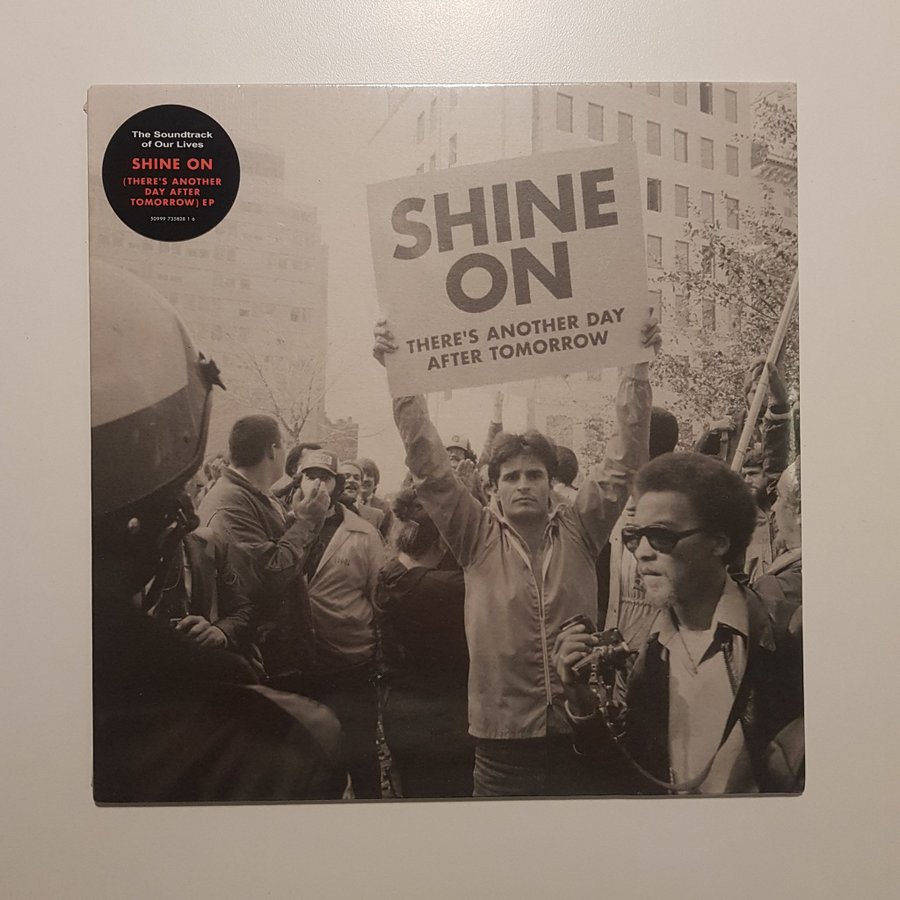 The Soundtrack
of Our Lives
SHINE ON
(THERE'S ANOTHER
DAY AFTER
TOMORROW) EP
50999 735828 1 6
SHINE
ON
THERE'S ANOTHER DAY
AFTER TOMORROW